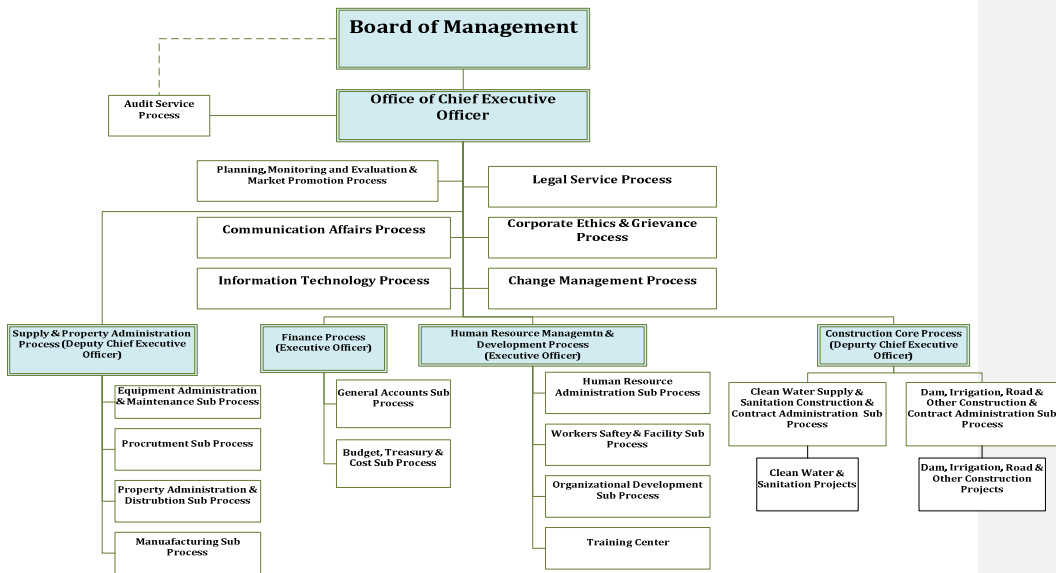 Board of Management
Office of Chief Executive
Officer
Audit Service
Process
Planning, Monitoring and Evaluation &
Market Promotion Process
Legal Service Process
Communication Affairs Process
Corporate Ethics & Grievance
Process
Information Technology Process
Change Management Process
Supply & Property Administration
Process (Deputy Chief Executive
Officer)
Finance Process
(Executive Officer)
Human Resource Managemtn &
Development Process
(Executive Officer)
Construction Core Process
(Depurty Chief Executive
Officer)
Equipment Administration
& Maintenance Sub Process
Procrutment Sub Process
Property Administration &
Distrubtion Sub Process
Manuafacturing Sub
Process
General Accounts Sub
Process
Budget, Treasury &
Cost Sub Process
Human Resource
Administration Sub Process
Workers Saftey & Facility Sub
Process
Organizational Development
Sub Process
Training Center
Clean Water Supply &
Sanitation Construction &
Contract Administration Sub
Process
Dam, Irrigation, Road &
Other Construction &
Contract Administration Sub
Process
Clean Water &
Sanitation Projects
Dam, Irrigation, Road &
Other Construction
Projects